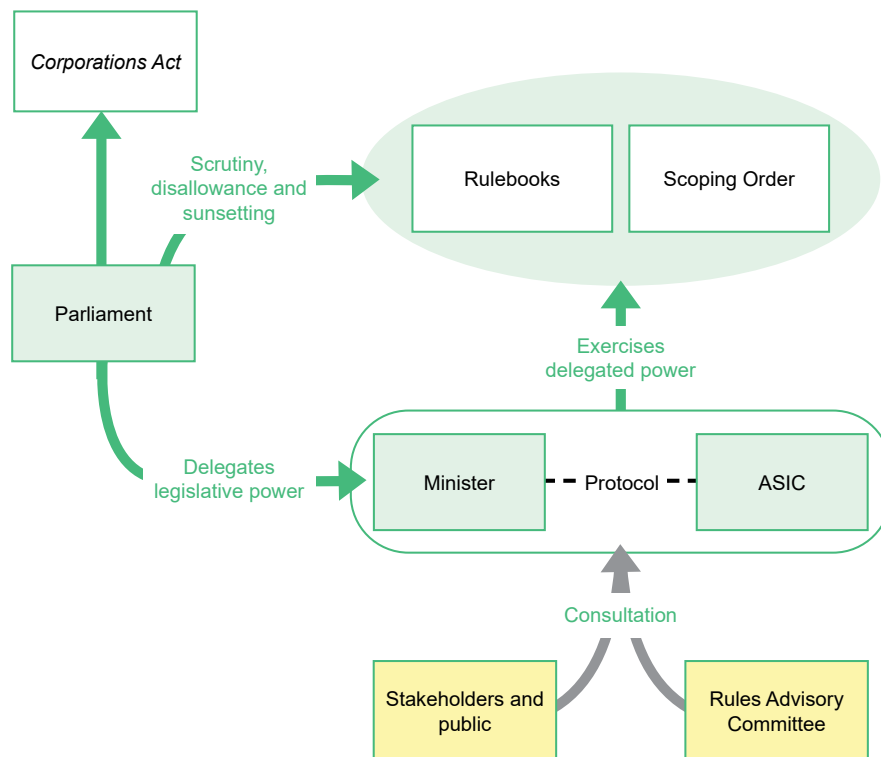 Corporations Act
Scrutiny,
disallowance and
sunsetting
Rulebooks
Scoping Order
Parliament
Exercises
delegated power
Delegates
legislative power
Minister
Protocol
ASIC
Consultation
Stakeholders and
public
Rules Advisory
Committee